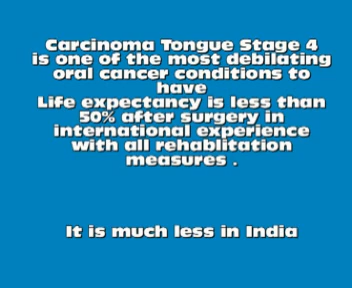 Carcinoma Tongue Stage 4
is one of the most debilating
oral cancer conditions to
have
Life expectancy is less than
50% after surgery in
international experience
with all rehablitation
measures .
It is much less in India